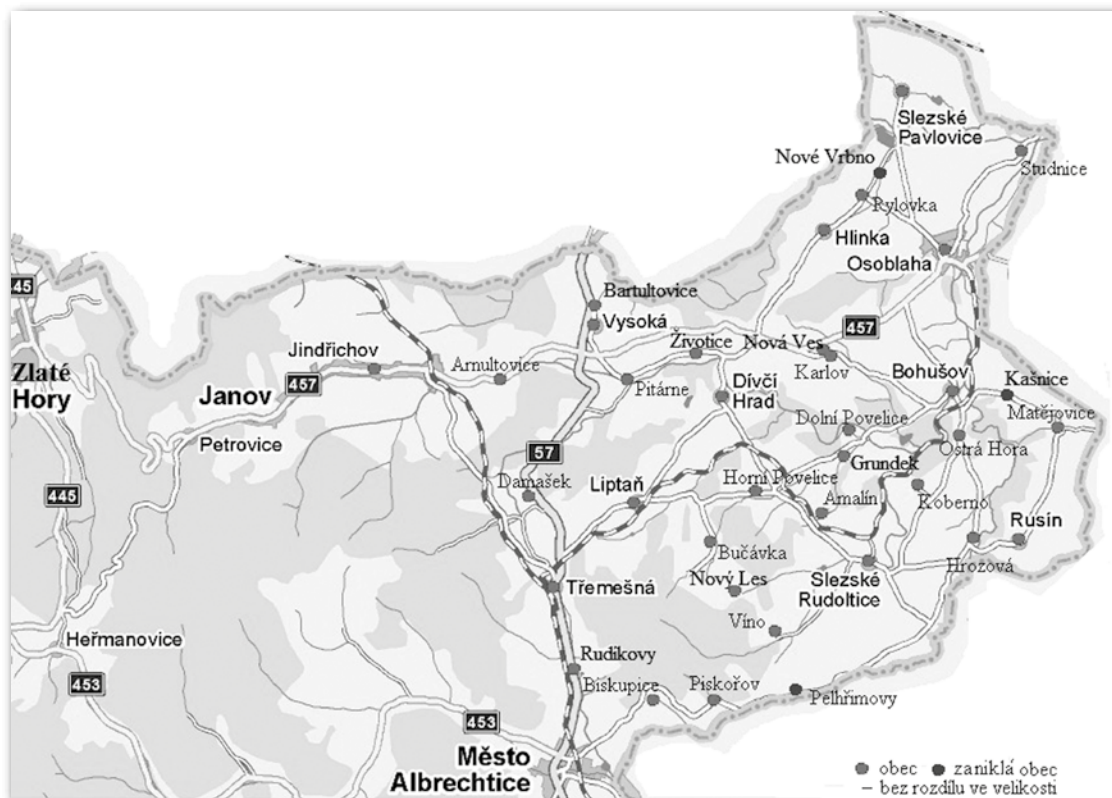 Slezské
Pavlovice
Nové Vrbno
Studnice
Rylovka
Hlinka
Osoblaha
445
Bartultovice
Vysoká
457
Životice
Nová Ves
Karlov
Jindřichov
Arnultovice
Pitárne
Zlaté
Hory
Janov
457
Dívčí
Hrad
Bohušov
Kašnice
Matějovice
Petrovice
Dolní Povelice
Ostrá Hora
57
Grundek
Damašek
Liptaň
Horní Povelice
445
Amalín
Koberno
Rusín
Bučávka
Hrozová
Třemešná
Nový Les
Slezské
Rudoltice
Víno
Heřmanovice
Rudíkovy
453
Biskupice
Piskořov
Pelhřimovy
453
Město
Albrechtice
obec
zaniklá obec
– bez rozdílu ve velikosti